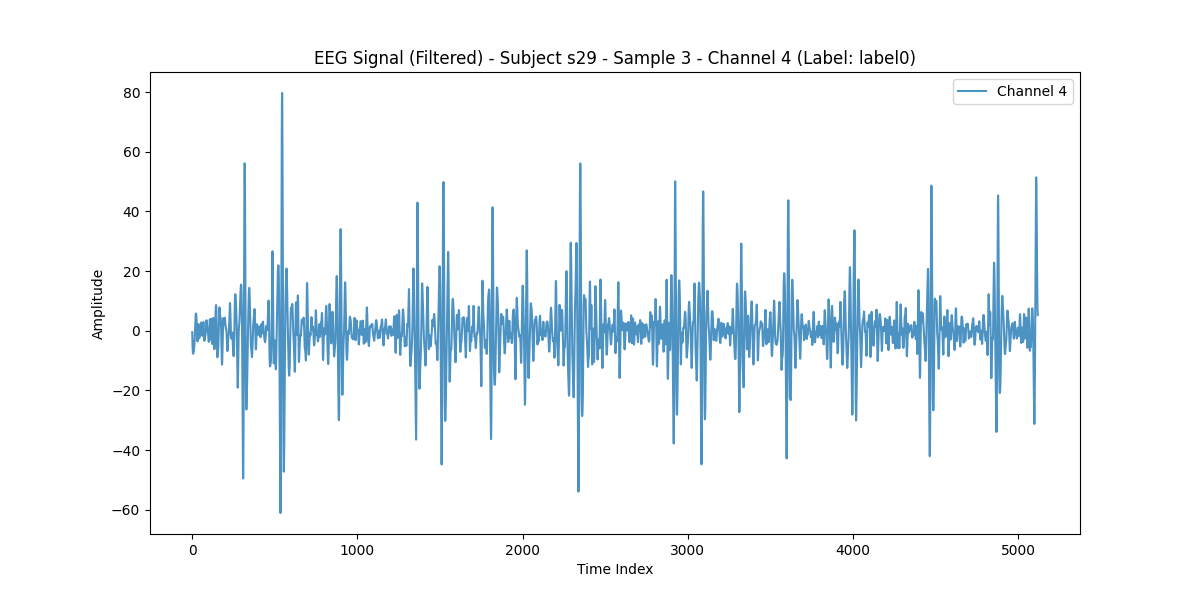 EEG Signal (Filtered) - Subject s29 - Sample 3 - Channel 4 (Label: label0)
Channel 4
80
60
40
20
0
−20
−40
−60
Amplitude
0 1000 2000 3000 4000 5000
Time Index